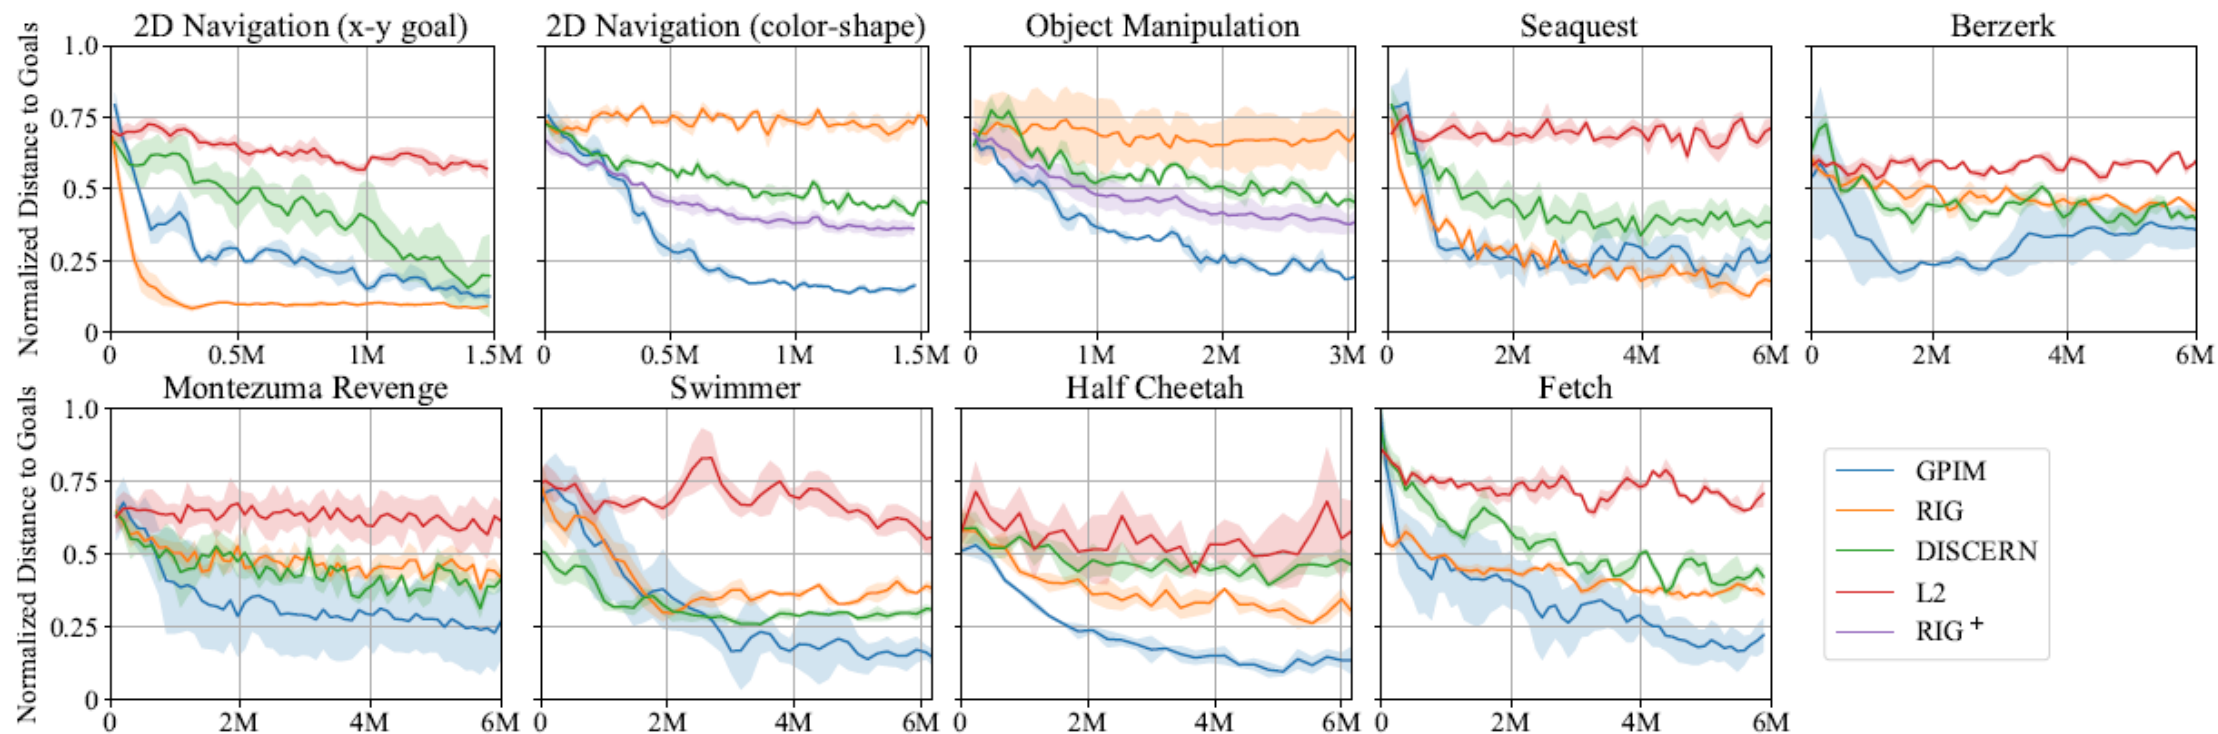 2D Navigation (x-y goal)
2D Navigation (color-shape)
Object Manipulation
Seaquest
Berzerk
Normalized Distance to Goals
1.0
0.75
0.5
0.25
0
0 0.5M 1M 1.5M
0 0.5M 1M 1.5M
0 1M 2M 3M
0 2M 4M 6M
0 2M 4M 6M
Montezuma Revenge
Swimmer
Half Cheetah
Fetch
Normalized Distance to Goals
1.0
0.75
0.5
0.25
0
0 2M 4M 6M
0 2M 4M 6M
0 2M 4M 6M
0 2M 4M 6M
GPIM
RIG
DISCERN
L2
RIG⁺